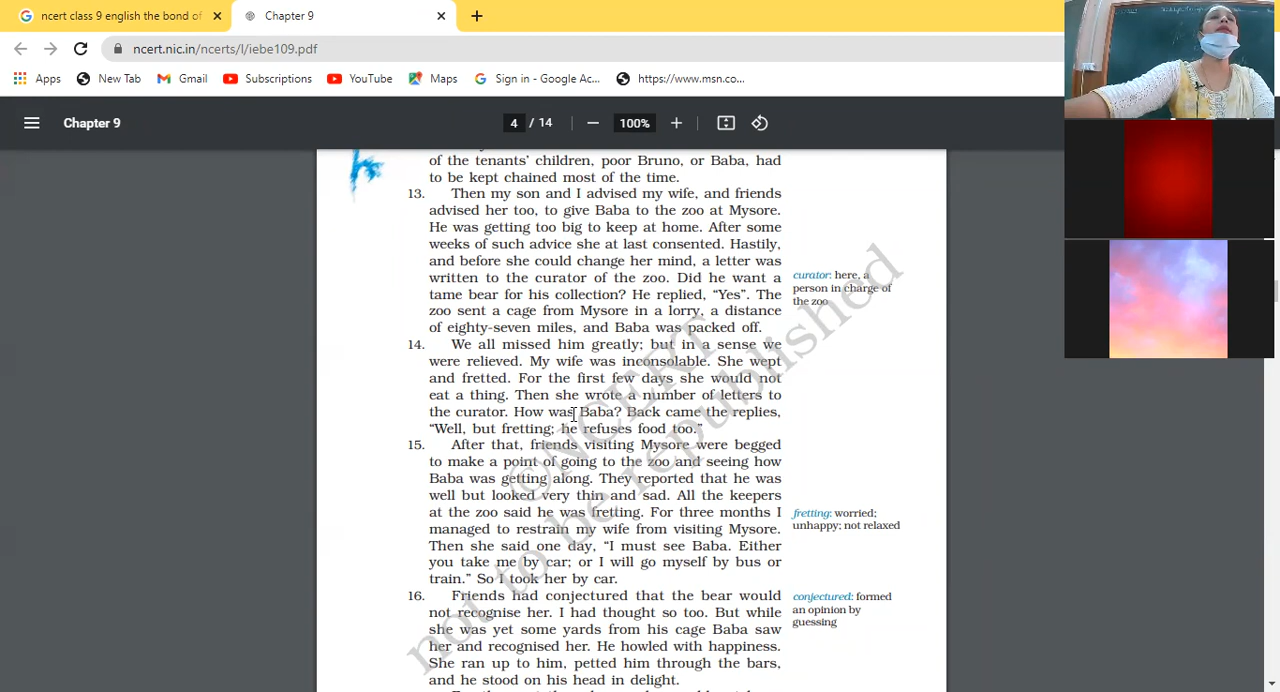 ncert class 9 english the bond of
Chapter 9
ncert.nic.in/ncerts/l/iebe109.pdf
Apps
New Tab
Gmail
Subscriptions
YouTube
Maps
Sign in - Google Ac...
https://www.msn.co...
Chapter 9
4 / 14
100%
of the tenants' children, poor Bruno, or Baba, had
to be kept chained most of the time.
13. Then my son and I advised my wife, and friends
advised her too, to give Baba to the zoo at Mysore.
He was getting too big to keep at home. After some
weeks of such advice she at last consented. Hastily,
and before she could change her mind, a letter was
written to the curator of the zoo. Did he want a
tame bear for his collection? He replied, “Yes”. The
zoo sent a cage from Mysore in a lorry, a distance
of eighty-seven miles, and Baba was packed off.
curator: here, a
person in charge of
the zoo
14. We all missed him greatly; but in a sense we
were relieved. My wife was inconsolable. She wept
and fretted. For the first few days she would not
eat a thing. Then she wrote a number of letters to
the curator. How was Baba? Back came the replies,
“Well, but fretting; he refuses food too.”
15. After that, friends visiting Mysore were begged
to make a point of going to the zoo and seeing how
Baba was getting along. They reported that he was
well but looked very thin and sad. All the keepers
at the zoo said he was fretting. For three months I
managed to restrain my wife from visiting Mysore.
Then she said one day, “I must see Baba. Either
you take me by car; or I will go myself by bus or
train.” So I took her by car.
fretting: worried;
unhappy; not relaxed
16. Friends had conjectured that the bear would
not recognise her. I had thought so too. But while
she was yet some yards from his cage Baba saw
her and recognised her. He howled with happiness.
She ran up to him, petted him through the bars,
and he stood on his head in delight.
conjectured: formed
an opinion by
guessing
©NCERT
not to be republished